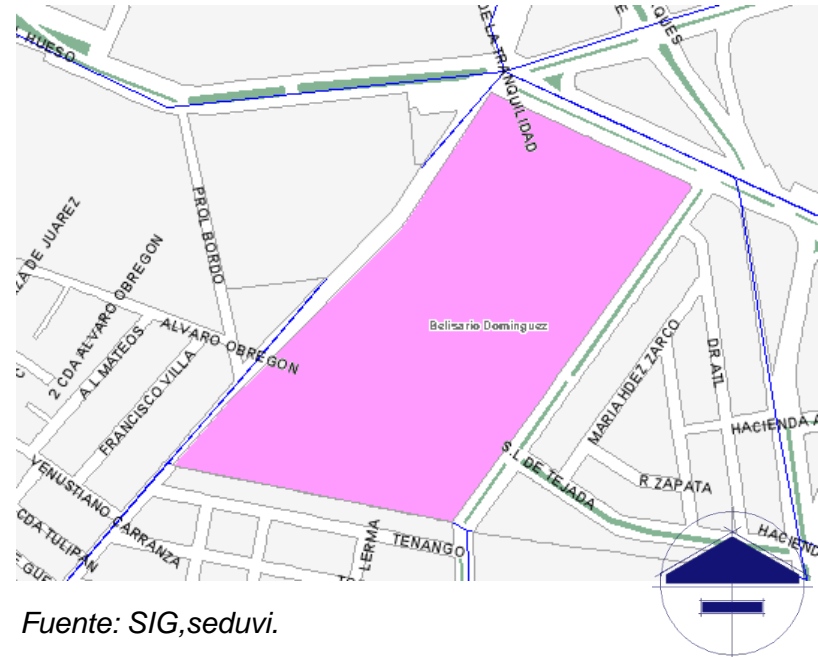 HUESO
DE LA TRANQUILIDAD
QUES
PROL BORDO
ZA DE JUAREZ
2 CDA ALVARO OBREGON
A.L MATEOS
ALVARO OBREGON
FRANCISCO VILLA
Belisario Dominguez
MARIA HDEZ ZARCO
DR ATL
HACIENDA A
S.L DE TEJADA
R ZAPATA
VENUSTIANO CARRANZA
CDA TULIPAN
E GUE
LERMA
TENANGO
HACIEND
Fuente: SIG,seduvi.